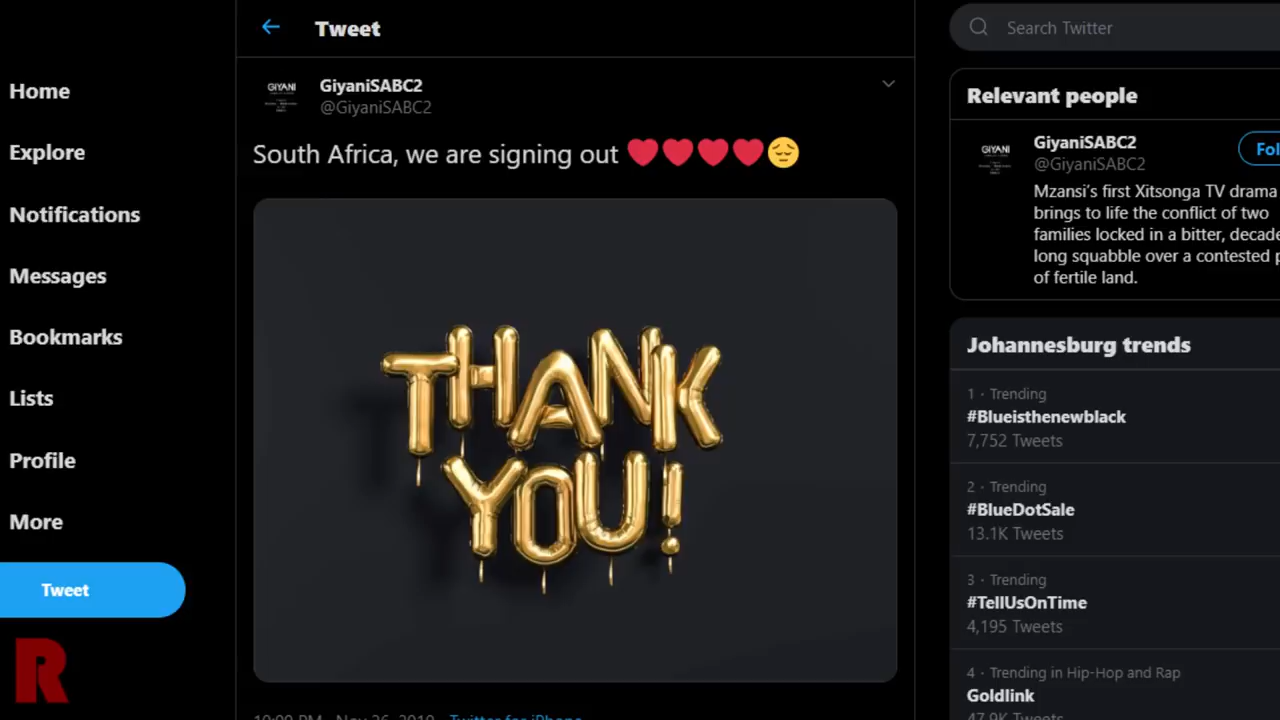 Home
Explore
Notifications
Messages
Bookmarks
Lists
Profile
More
Tweet
R
Tweet
GiyaniSABC2
@GiyaniSABC2
South Africa, we are signing out ❤️❤️❤️❤️😔
THANK
YOU!
Search Twitter
Relevant people
GiyaniSABC2
@GiyaniSABC2
Mzansi's first Xitsonga TV drama
brings to life the conflict of two
families locked in a bitter,
long squabble over a contested
of fertile land.
Johannesburg trends
1 · Trending
#Blueisthenewblack
7,752 Tweets
2 · Trending
#BlueDotSale
13.1K Tweets
3 · Trending
#TellUsOnTime
4,195 Tweets
4 · Trending in Hip-Hop and Rap
Goldlink